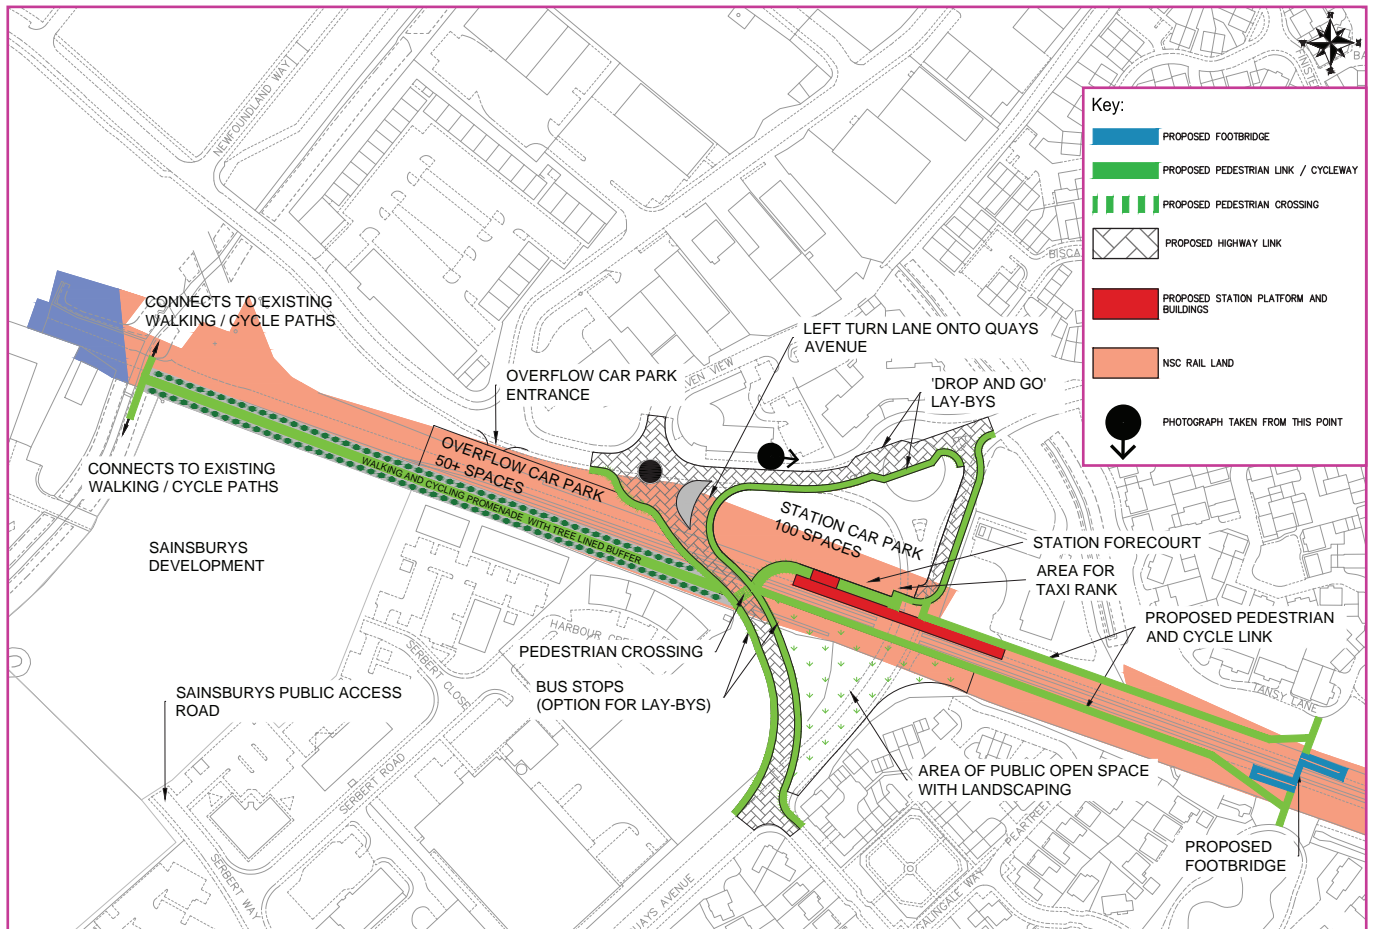 NEWFOUNDLAND WAY
Key:
PROPOSED FOOTBRIDGE
PROPOSED PEDESTRIAN LINK / CYCLEWAY
PROPOSED PEDESTRIAN CROSSING
PROPOSED HIGHWAY LINK
PROPOSED STATION PLATFORM AND
BUILDINGS
NSC RAIL LAND
PHOTOGRAPH TAKEN FROM THIS POINT
CONNECTS TO EXISTING
WALKING / CYCLE PATHS
LEFT TURN LANE ONTO QUAYS
AVENUE
OVERFLOW CAR PARK
ENTRANCE
'DROP AND GO'
LAY-BYS
VIEW
OVERFLOW CAR PARK
50+ SPACES
WALKING AND CYCLING PROMENADE WITH TREE LINED BUFFER
CONNECTS TO EXISTING
WALKING / CYCLE PATHS
STATION CAR PARK
100 SPACES
SAINSBURYS
DEVELOPMENT
STATION FORECOURT
AREA FOR
TAXI RANK
PROPOSED PEDESTRIAN
AND CYCLE LINK
HARBOUR
PEDESTRIAN CROSSING
SERBERT CLOSE
BUS STOPS
(OPTION FOR LAY-BYS)
SAINSBURYS PUBLIC ACCESS
ROAD
TANSY LANE
SERBERT ROAD
AREA OF PUBLIC OPEN SPACE
WITH LANDSCAPING
PEARTREE
PROPOSED
FOOTBRIDGE
SERBERT WAY
QUAYS AVENUE
GALINGALE WAY